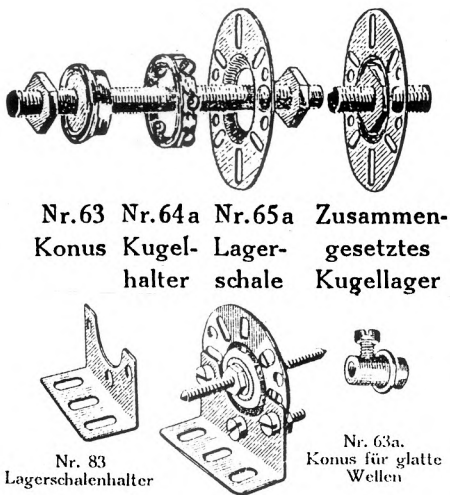 Nr.63 Nr.64a Nr.65a Zusammen-
Konus Kugel- Lager- gesetztes
halter schale Kugellager
Nr. 83
Lagerschalenhalter
Nr. 63a.
Konus für glatte
Wellen